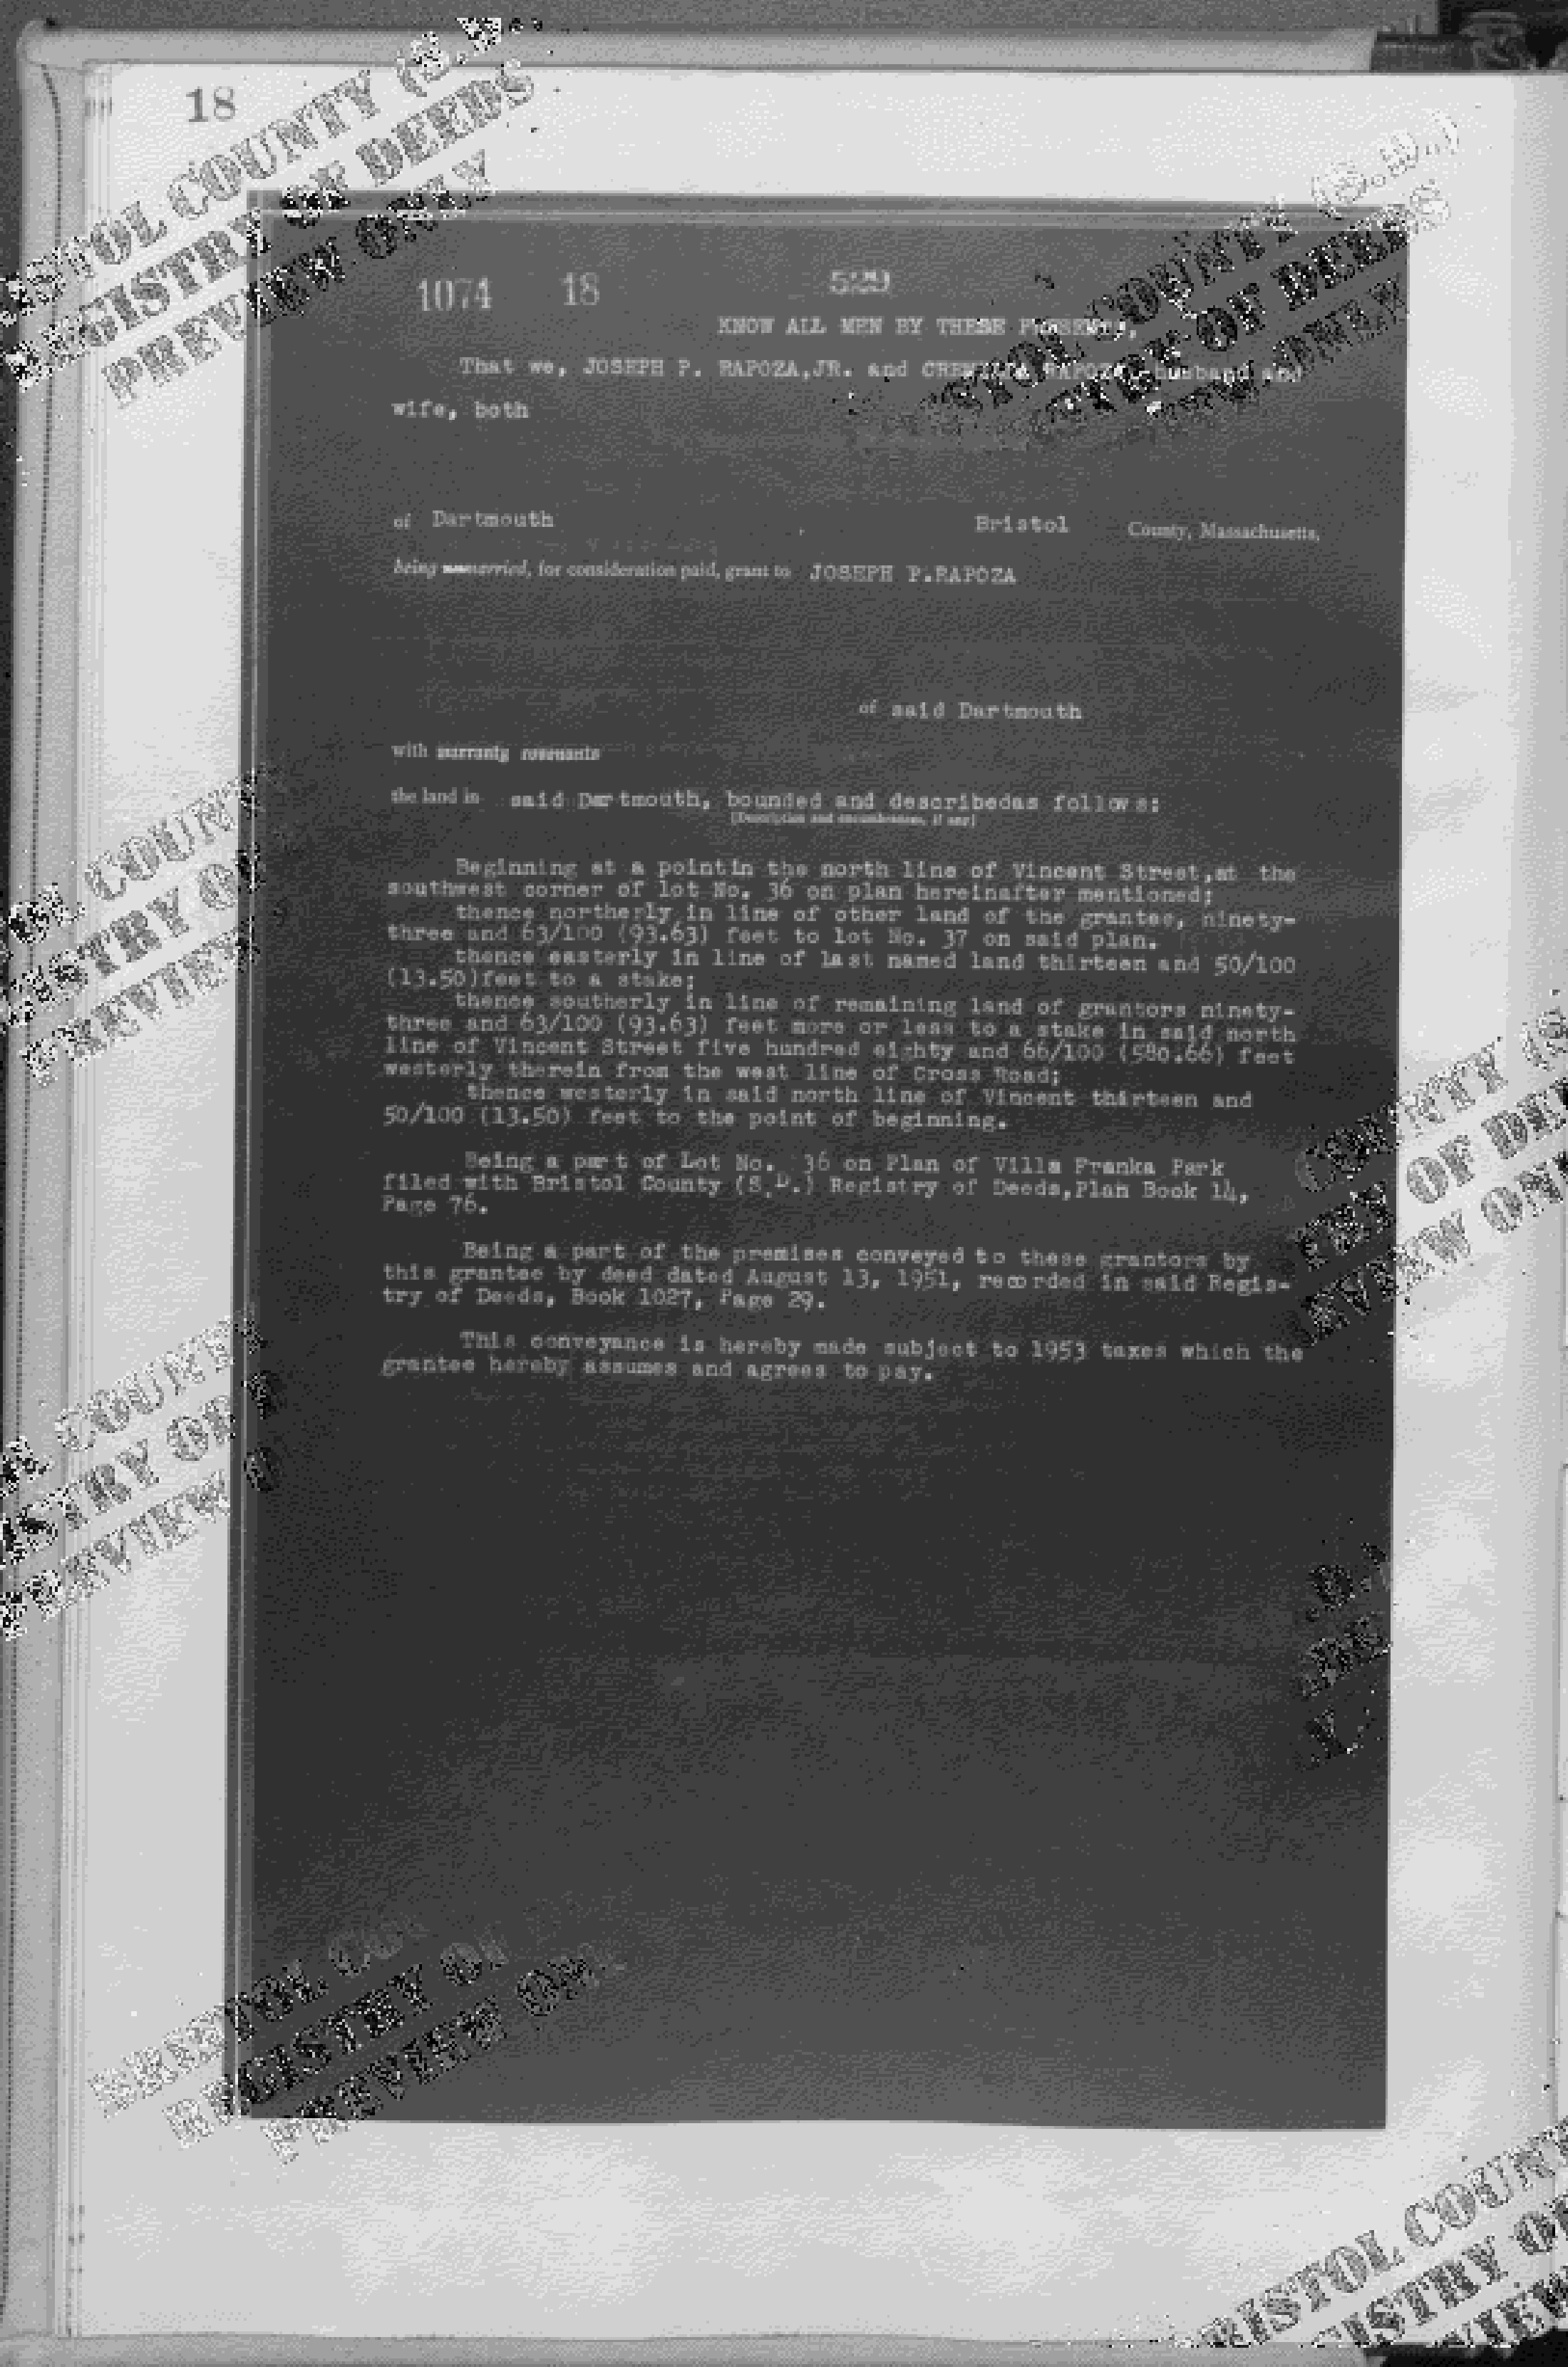 18
1074 18 529
KNOW ALL MEN BY THESE PRESENTS,
That we, JOSEPH P. RAPOZA,JR. and RAPOZA, husband and
wife, both
of Dartmouth Bristol County, Massachusetts,
being unmarried, for consideration paid, grant to JOSEPH P.RAPOZA
of said Dartmouth
with warranty covenants
the land in said Dartmouth, bounded and describedas follows:
[Description and encumbrances, if any]
Beginning at a pointin the north line of Vincent Street,at the
southwest corner of lot No. 36 on plan hereinafter mentioned;
thence northerly in line of other land of the grantee, ninety-
three and 63/100 (93.63) feet to lot No. 37 on said plan.
thence easterly in line of last named land thirteen and 50/100
(13.50)feet to a stake;
thence southerly in line of remaining land of grantors ninety-
three and 63/100 (93.63) feet more or less to a stake in said north
line of Vincent Street five hundred eighty and 66/100 (580.66) feet
westerly therein from the west line of Cross Road;
thence westerly in said north line of Vincent thirteen and
50/100 (13.50) feet to the point of beginning.
Being a part of Lot No. 36 on Plan of Villa Franka Park
filed with Bristol County (S.D.) Registry of Deeds,Plan Book 14,
Page 76.
Being a part of the premises conveyed to these grantors by
this grantee by deed dated August 13, 1951, recorded in said Regis-
try of Deeds, Book 1027, Page 29.
This conveyance is hereby made subject to 1953 taxes which the
grantee hereby assumes and agrees to pay.